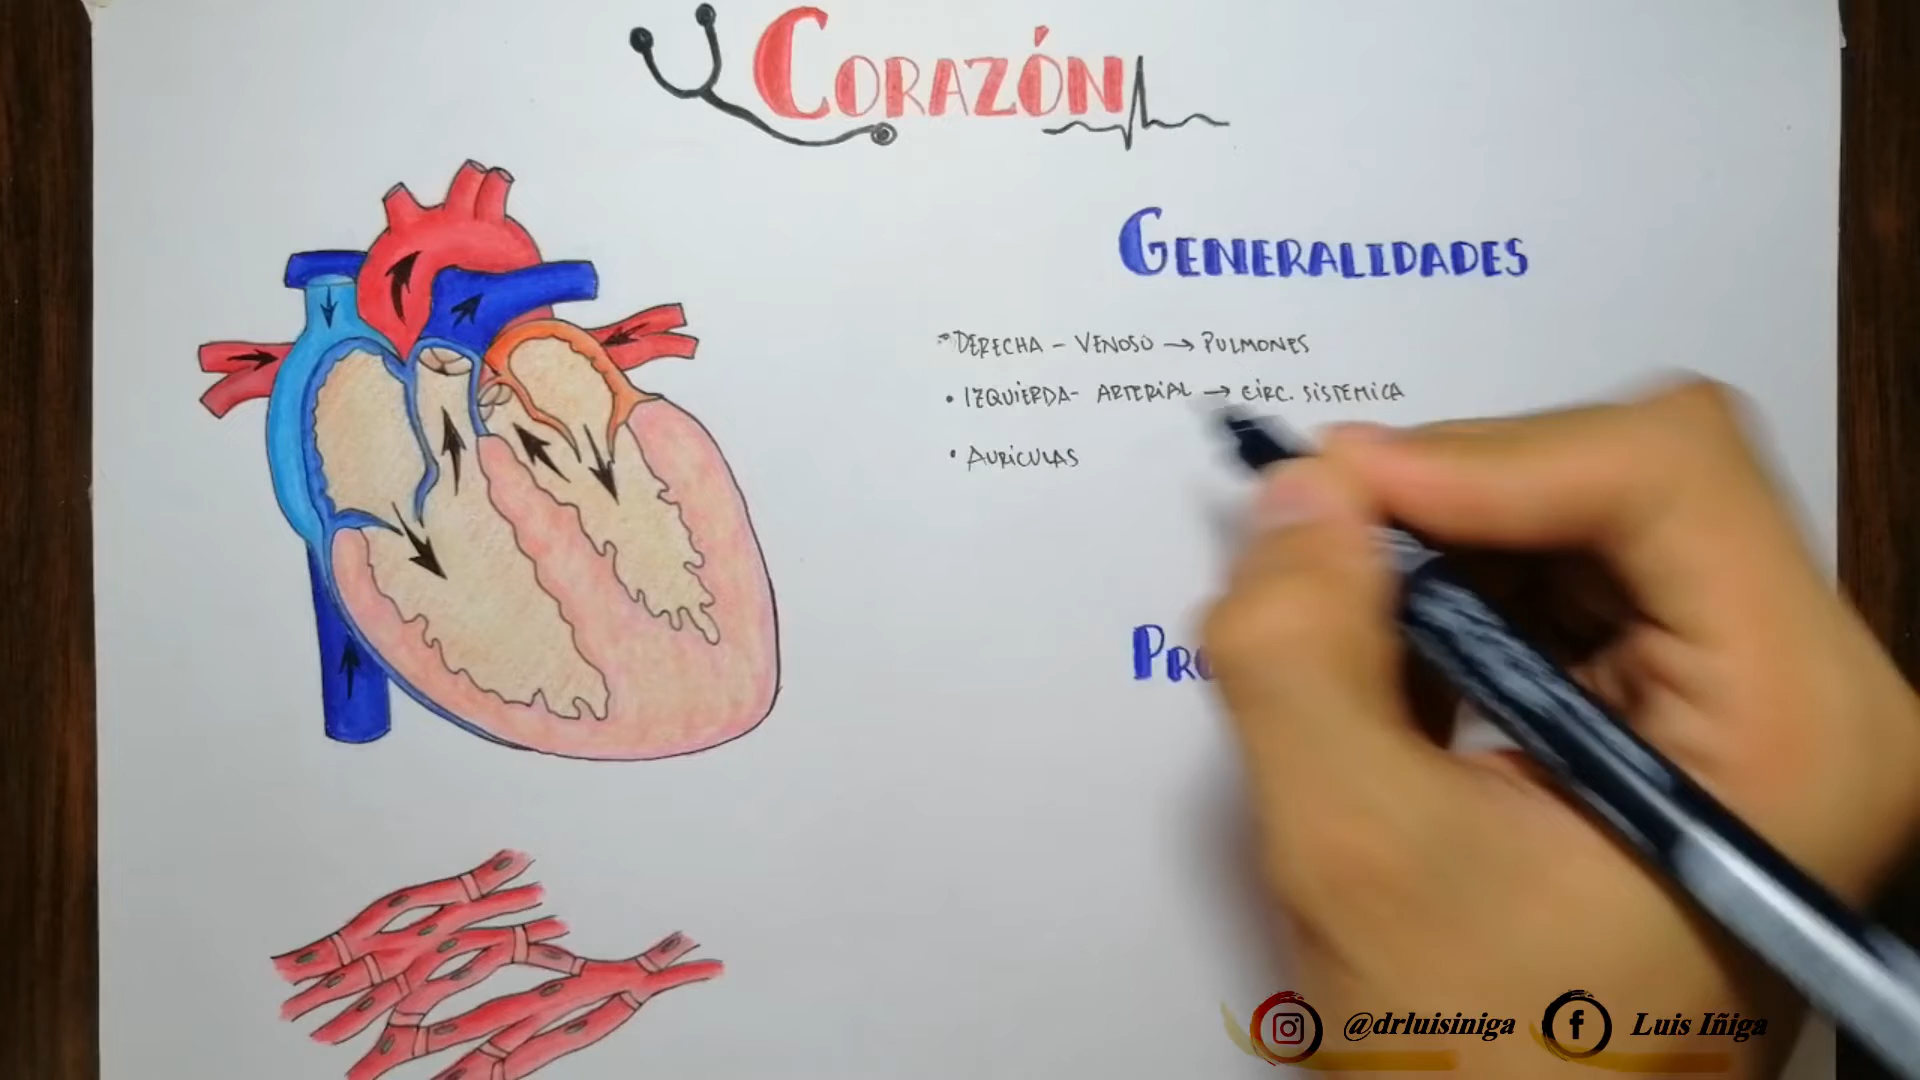 CORAZÓN
GENERALIDADES
• DERECHA - VENOSO → PULMONES
• IZQUIERDA - ARTERIAL → CIRC. SISTEMICA
• AURICULAS
@drluisiniga
Luis Iñiga